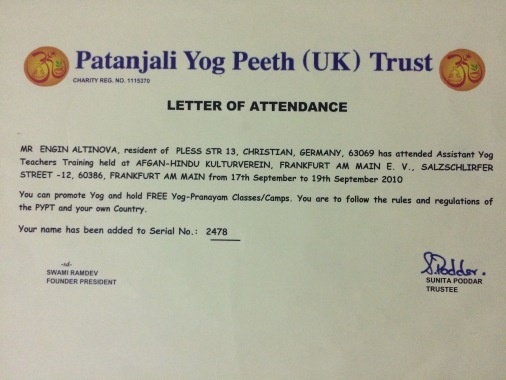 Patanjali Yog Peeth (UK) Trust
CHARITY REG. NO. 1115370
LETTER OF ATTENDANCE
MR ENGIN ALTINOVA, resident of PLESS STR 13, CHRISTIAN, GERMANY, 63069 has attended Assistant Yog
Teachers Training held at AFGAN-HINDU KULTURVEREIN, FRANKFURT AM MAIN E. V., SALZSCHLIRFER
STREET -12, 60386, FRANKFURT AM MAIN from 17th September to 19th September 2010
You can promote Yog and hold FREE Yog-Pranayam Classes/Camps. You are to follow the rules and regulations of
the PYPT and your own Country.
Your name has been added to Serial No.: 2478
-sd-
SWAMI RAMDEV
FOUNDER PRESIDENT
S.Poddar.
SUNITA PODDAR
TRUSTEE